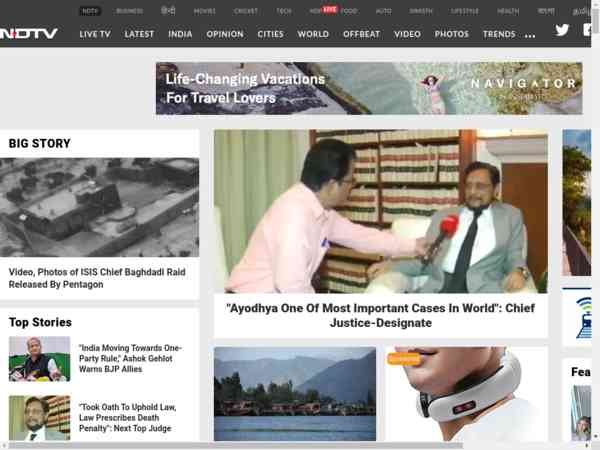 NDTV BUSINESS हिन्दी MOVIES CRICKET TECH HOP LIVE FOOD AUTO SWASTH LIFESTYLE HEALTH বাংলা
NDTV LIVE TV LATEST INDIA OPINION CITIES WORLD OFFBEAT VIDEO PHOTOS TRENDS ...
Life-Changing Vacations
For Travel Lovers
NAVIGATOR
BIG STORY
Video, Photos of ISIS Chief Baghdadi Raid
Released By Pentagon
"Ayodhya One Of Most Important Cases In World": Chief
Justice-Designate
Top Stories
"India Moving Towards One-
Party Rule," Ashok Gehlot
Warns BJP Allies
"Took Oath To Uphold Law,
Law Prescribes Death
Penalty": Next Top Judge
Sponsored
Fea